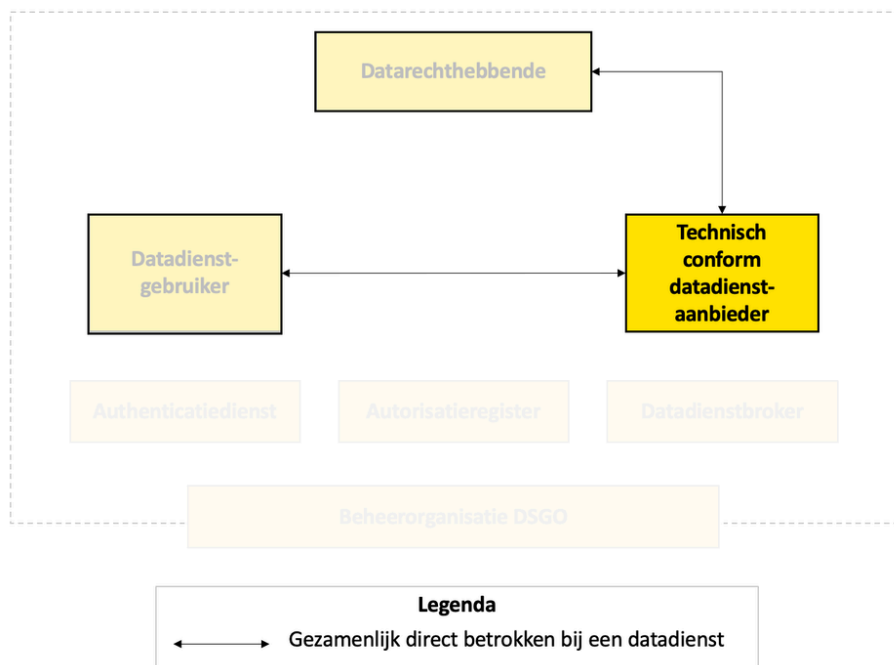 Datarechthebbende
Datadienst-
gebruiker
Technisch
conform
datadienst-
aanbieder
Authenticatiedienst
Autorisatieregister
Datadienstbroker
Beheerorganisatie DSGO
Legenda
Gezamenlijk direct betrokken bij een datadienst